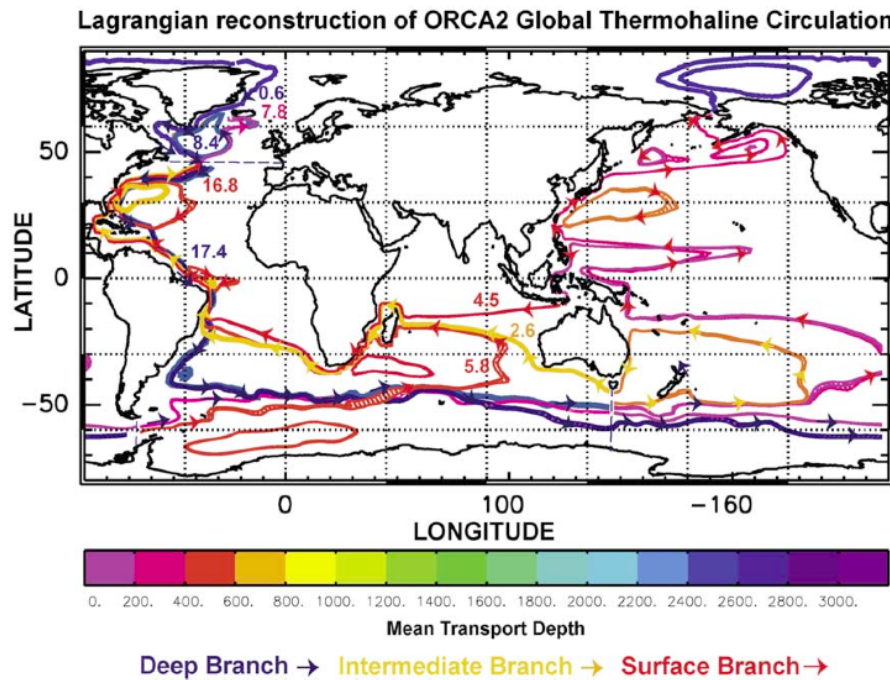 Lagrangian reconstruction of ORCA2 Global Thermohaline Circulation
LATITUDE
50
0
−50
0.6
7.8
8.4
16.8
17.4
4.5
2.6
5.8
0 100 −160
LONGITUDE
0. 200. 400. 600. 800. 1000. 1200. 1400. 1600. 1800. 2000. 2200. 2400. 2600. 2800. 3000.
Mean Transport Depth
Deep Branch → Intermediate Branch → Surface Branch →